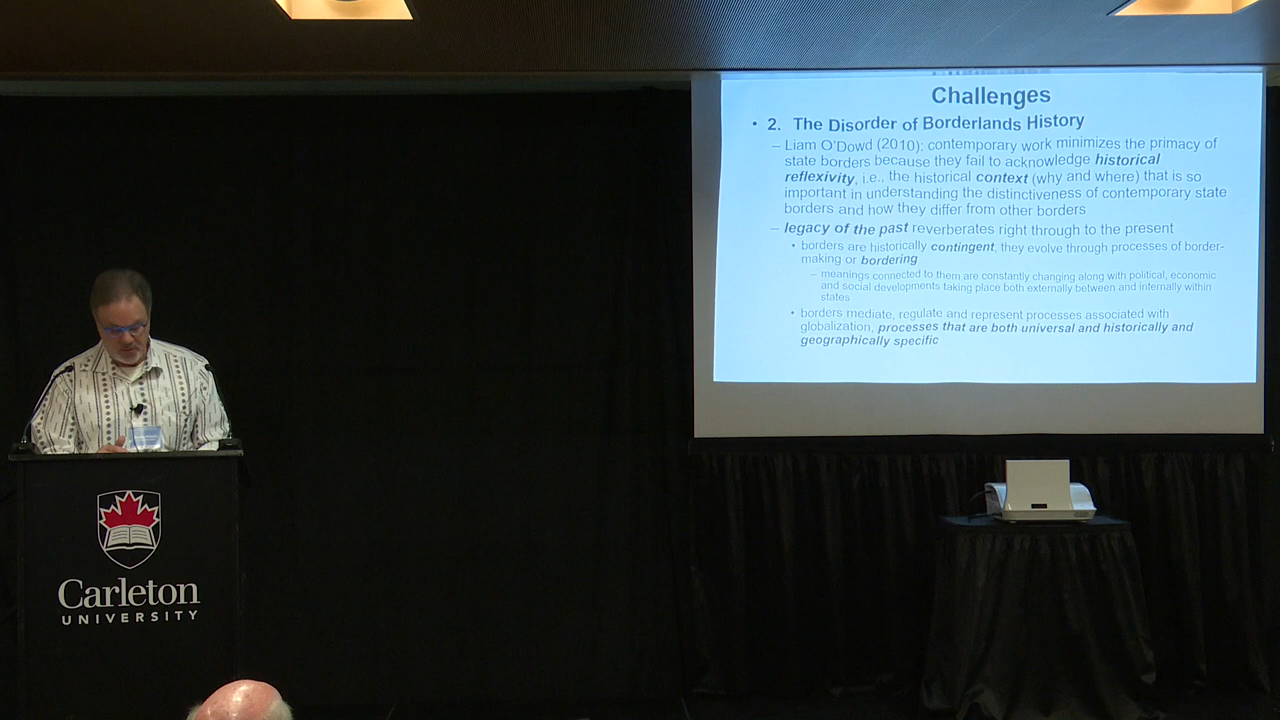 Challenges
• 2. The Disorder of Borderlands History
– Liam O'Dowd (2010): contemporary work minimizes the primacy of
state borders because they fail to acknowledge historical
reflexivity, i.e., the historical context (why and where) that is so
important in understanding the distinctiveness of contemporary state
borders and how they differ from other borders
– legacy of the past reverberates right through to the present
• borders are historically contingent, they evolve through processes of border-
making or bordering
– meanings connected to them are constantly changing along with political, economic
and social developments taking place both externally between and internally within
states
• borders mediate, regulate and represent processes associated with
globalization, processes that are both universal and historically and
geographically specific
Carleton
UNIVERSITY